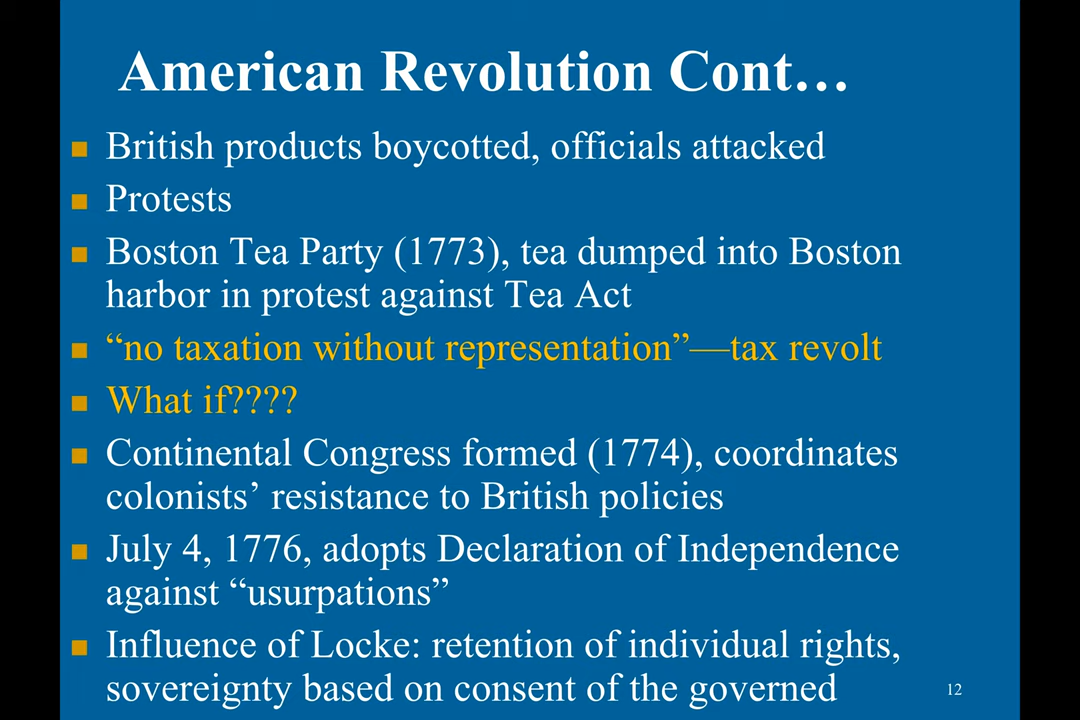 American Revolution Cont…
British products boycotted, officials attacked
Protests
Boston Tea Party (1773), tea dumped into Boston
harbor in protest against Tea Act
“no taxation without representation”—tax revolt
What if????
Continental Congress formed (1774), coordinates
colonists’ resistance to British policies
July 4, 1776, adopts Declaration of Independence
against “usurpations”
Influence of Locke: retention of individual rights,
sovereignty based on consent of the governed
12